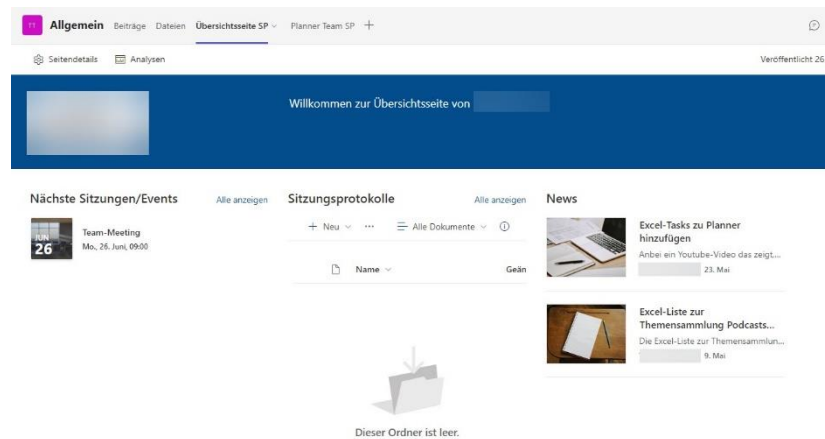 TT Allgemein Beiträge Dateien Übersichtsseite SP Planner Team SP
Seitendetails Analysen Veröffentlicht 26
Willkommen zur Übersichtsseite von
Nächste Sitzungen/Events Alle anzeigen
JUN
26
Team-Meeting
Mo., 26. Juni, 09:00
Sitzungsprotokolle Alle anzeigen
+ Neu ... Alle Dokumente
Name Geän
Dieser Ordner ist leer.
News
Excel-Tasks zu Planner
hinzufügen
Anbei ein Youtube-Video das zeigt,...
23. Mai
Excel-Liste zur
Themensammlung Podcasts...
Die Excel-Liste zur Themensammlun...
9. Mai